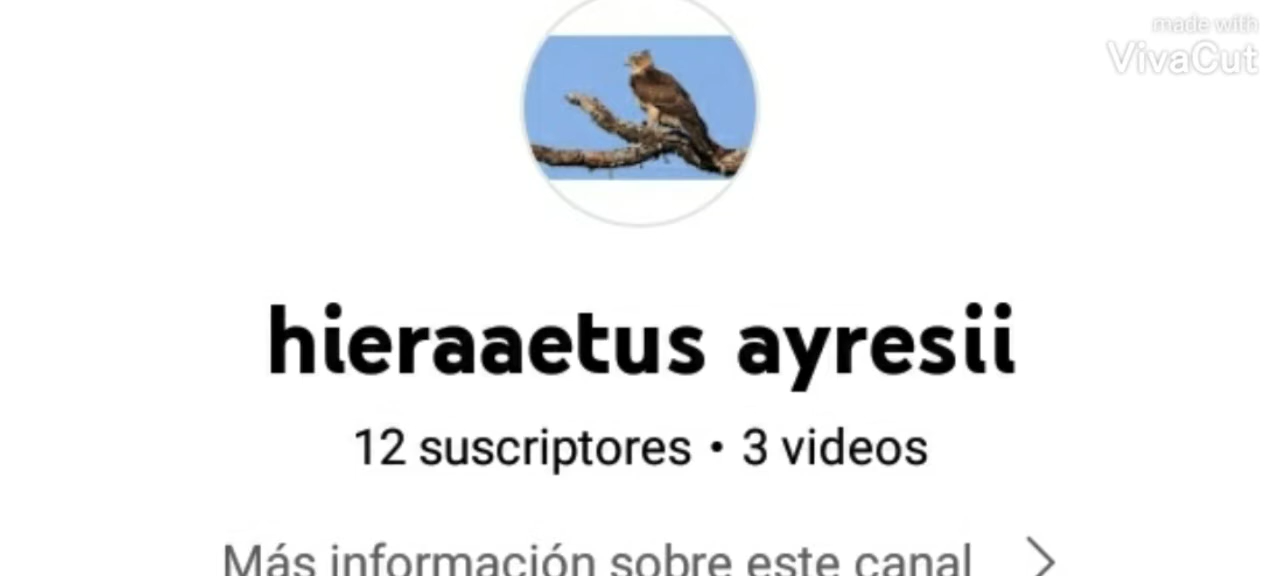 made with
VivaCut
hieraaetus ayresii
12 suscriptores • 3 videos
Más información sobre este canal